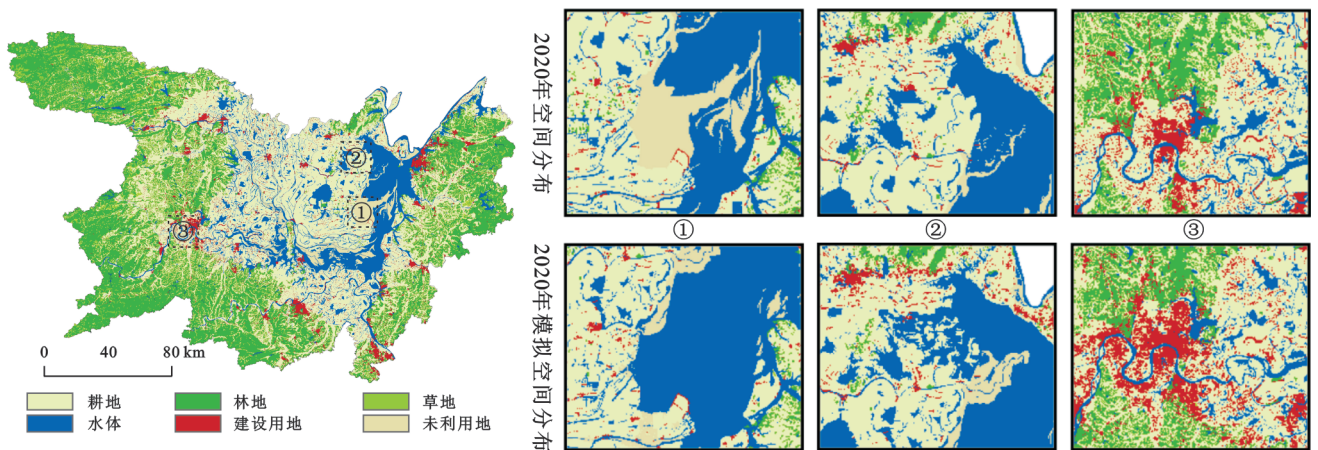 ②
①
③
0 40 80 km
耕地 林地 草地
水体 建设用地 未利用地
2020年空间分布
① ② ③
2020年模拟空间分布